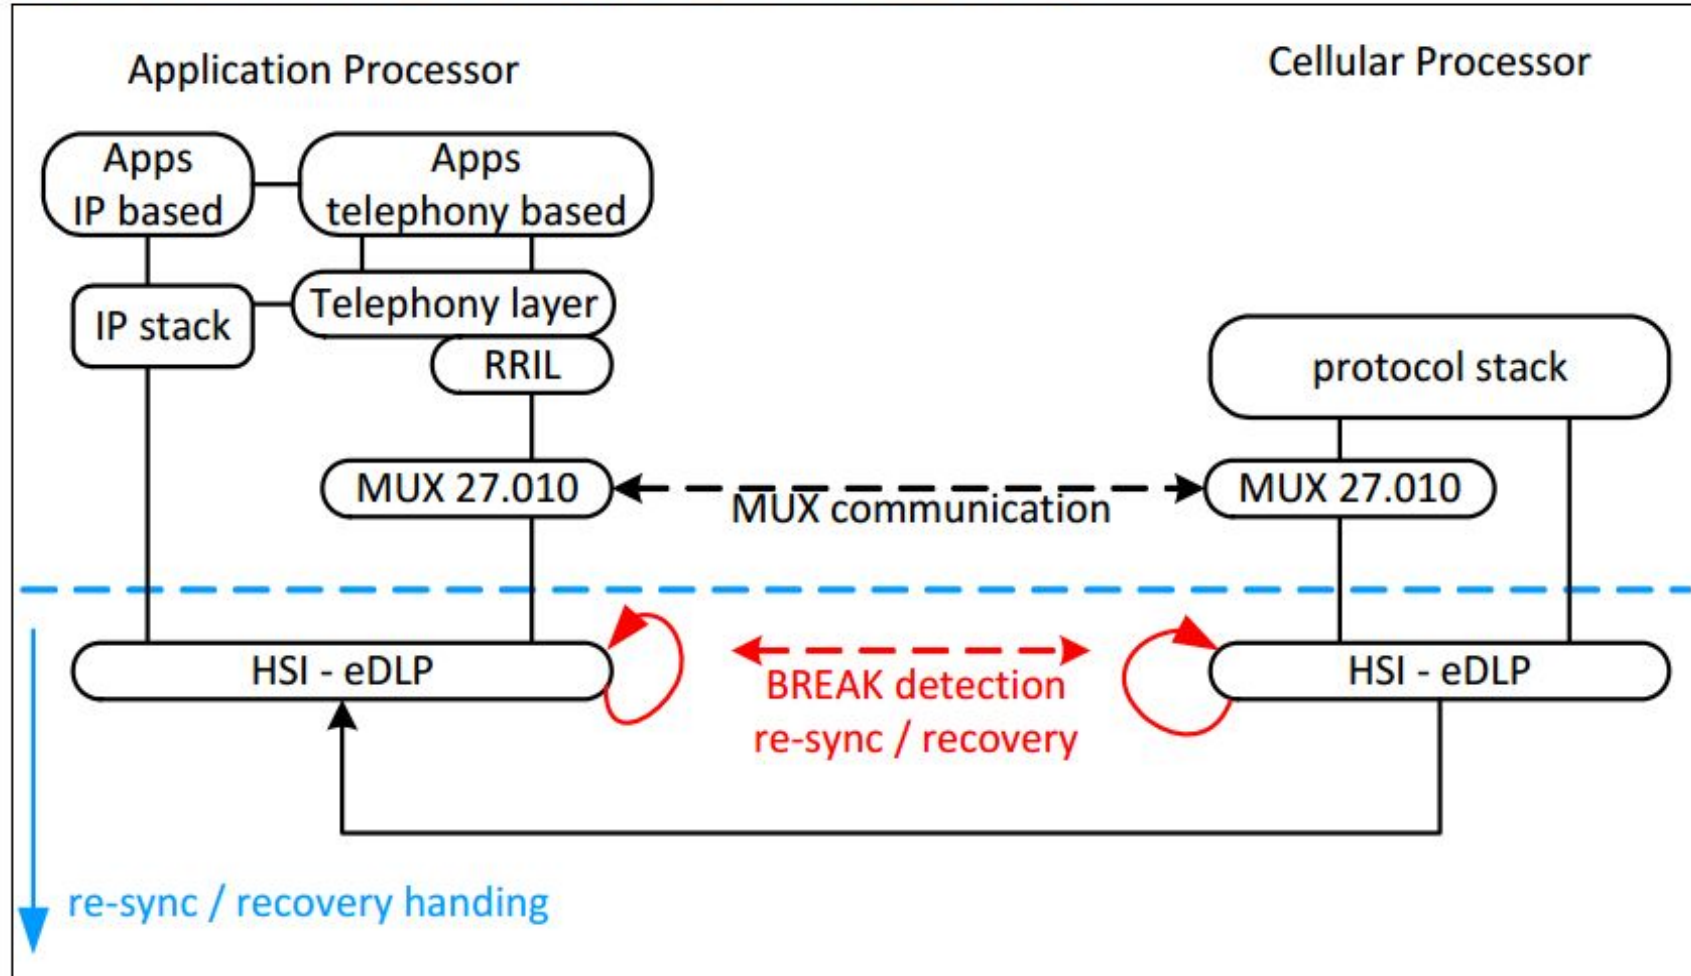 Application Processor
Cellular Processor
Apps
IP based
Apps
telephony based
IP stack
Telephony layer
RRIL
protocol stack
MUX 27.010
MUX communication
MUX 27.010
HSI - eDLP
BREAK detection
re-sync / recovery
HSI - eDLP
re-sync / recovery handing